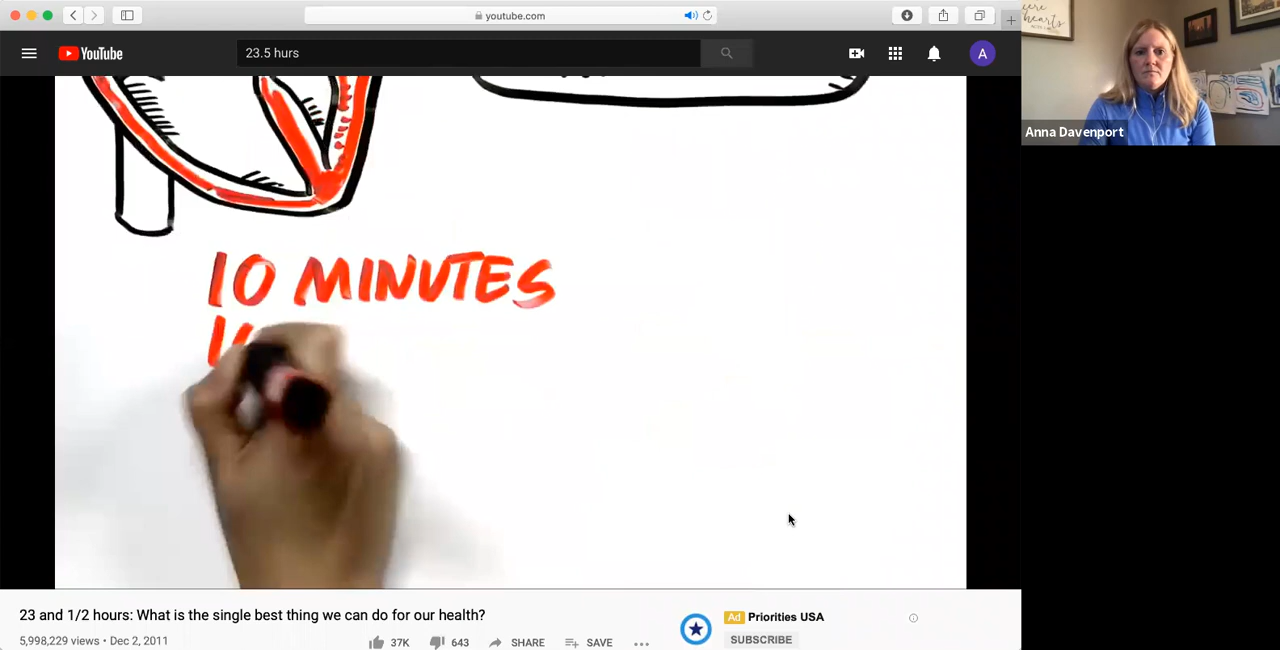 youtube.com
YouTube
23.5 hurs
A
Anna Davenport
10 MINUTES
23 and 1/2 hours: What is the single best thing we can do for our health?
5,998,229 views • Dec 2, 2011
37K
643
SHARE
SAVE
Ad Priorities USA
SUBSCRIBE